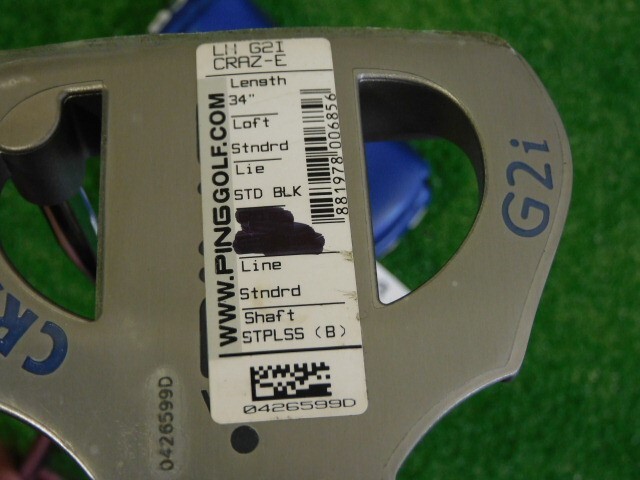 LH G2I
CRAZ-E
Length
34"
Loft
Stndrd
Lie
STD BLK
Line
Stndrd
Shaft
STPLSS (B)
0426599D
WWW.PINGGOLF.COM
881978006856
G2i
0426599D